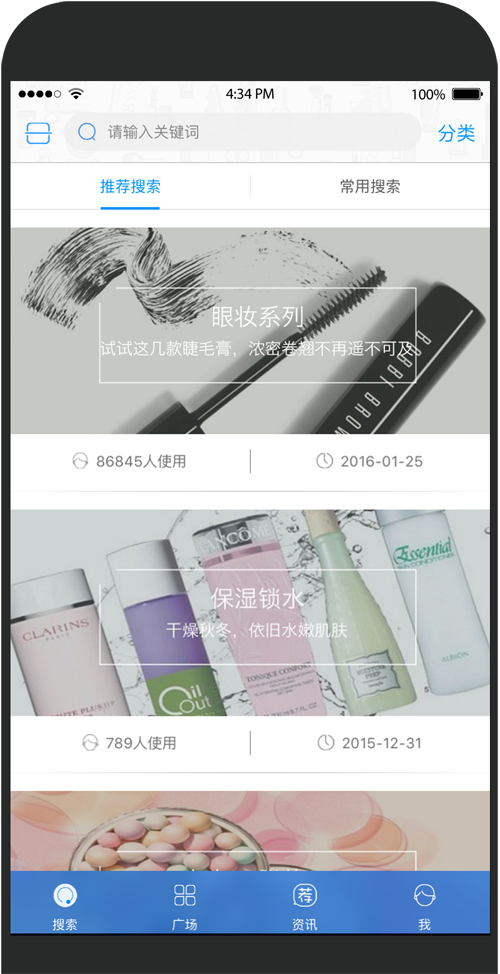 4:34 PM
100%
请输入关键词
分类
推荐搜索
常用搜索
眼妆系列
试试这几款睫毛膏，浓密卷翘不再遥不可及
BOBBI BROWN
86845人使用
2016-01-25
LANCOME
Essential
CONDITIONER
保湿锁水
干燥秋冬，依旧水嫩肌肤
CLARINS
PARIS
TONIQUE CONFORT
Oil
Out
MOISTURE
PREP
ALBION
789人使用
2015-12-31
搜索
广场
荐
资讯
我